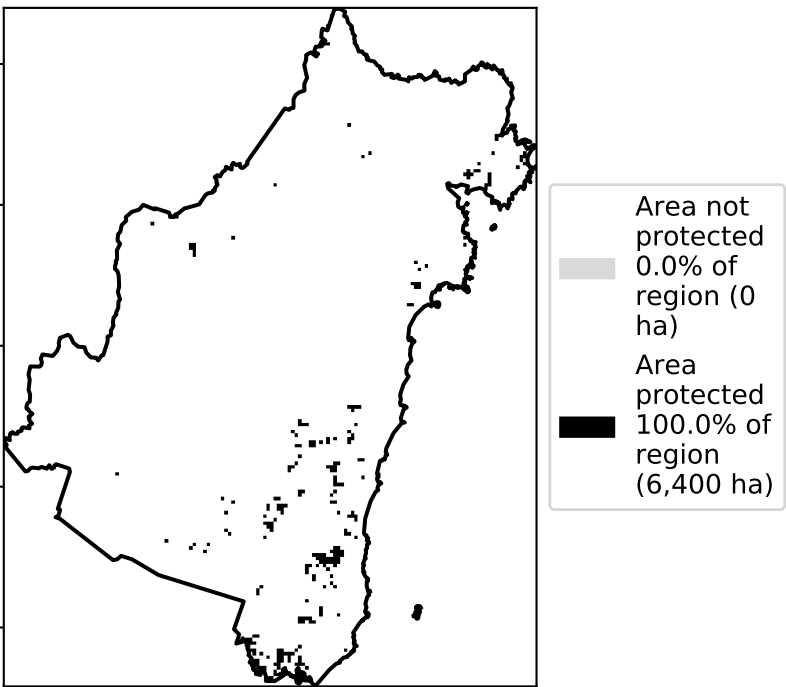 Area not
protected
0.0% of
region (0
ha)
Area
protected
100.0% of
region
(6,400 ha)